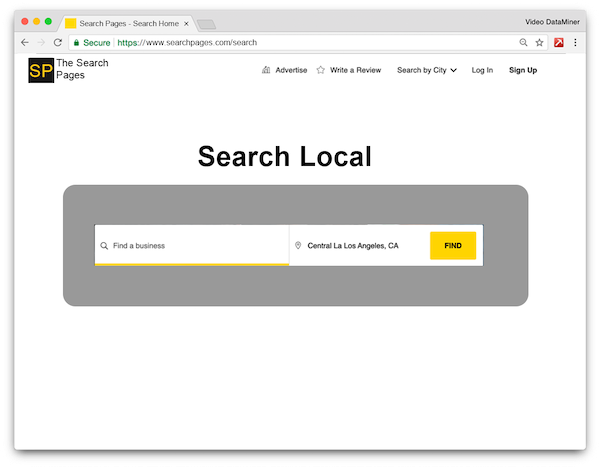 Search Pages - Search Home
Video DataMiner
Secure
https://www.searchpages.com/search
SP
The Search
Pages
Advertise
Write a Review
Search by City
Log In
Sign Up
Search Local
Find a business
Central La Los Angeles, CA
FIND